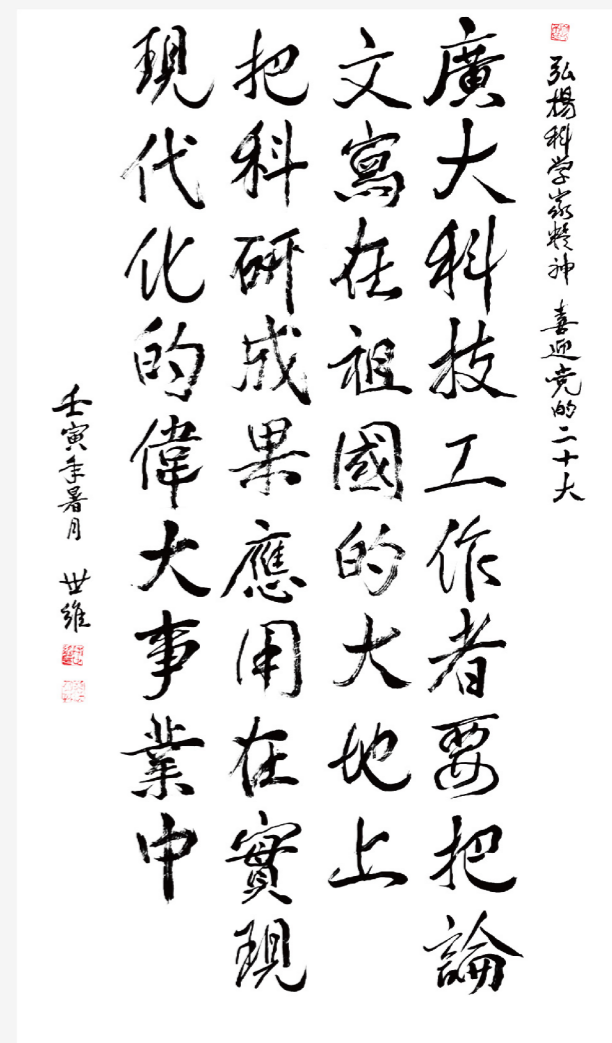 弘揚科学家精神 喜迎党的二十大
廣大科技工作者要把論
文寫在祖國的大地上
把科研成果應用在實現
現代化的偉大事業中
壬寅年暑月 世維